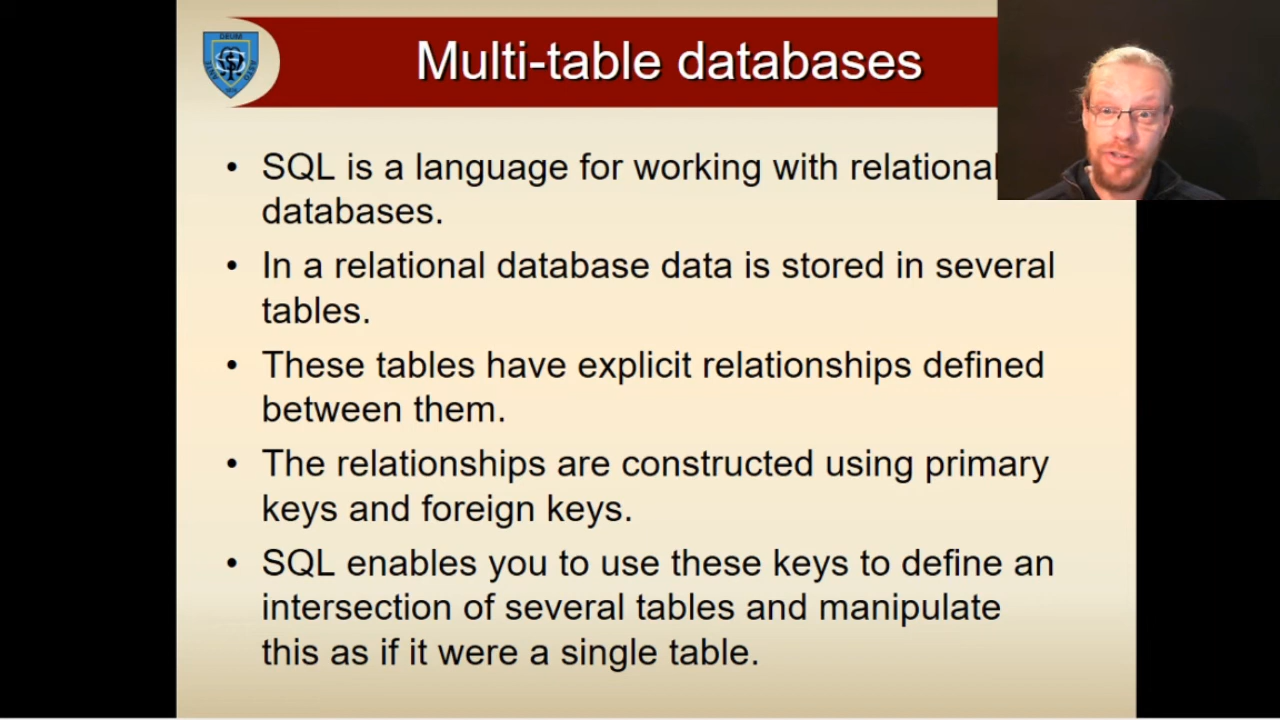 DEUM
Multi-table databases
• SQL is a language for working with relational
databases.
• In a relational database data is stored in several
tables.
• These tables have explicit relationships defined
between them.
• The relationships are constructed using primary
keys and foreign keys.
• SQL enables you to use these keys to define an
intersection of several tables and manipulate
this as if it were a single table.